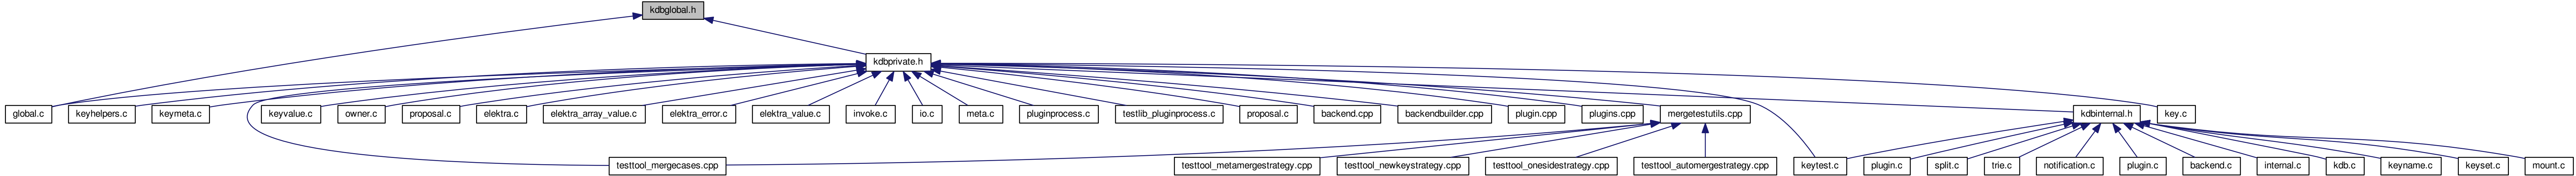 kdbglobal.h
kdbprivate.h
global.c
keyhelpers.c
keymeta.c
keyvalue.c
owner.c
proposal.c
elektra.c
elektra_array_value.c
elektra_error.c
elektra_value.c
invoke.c
io.c
meta.c
pluginprocess.c
testlib_pluginprocess.c
proposal.c
backend.cpp
backendbuilder.cpp
plugin.cpp
plugins.cpp
mergetestutils.cpp
kdbinternal.h
key.c
testtool_mergecases.cpp
testtool_metamergestrategy.cpp
testtool_newkeystrategy.cpp
testtool_onesidestrategy.cpp
testtool_automergestrategy.cpp
keytest.c
plugin.c
split.c
trie.c
notification.c
plugin.c
backend.c
internal.c
kdb.c
keyname.c
keyset.c
mount.c